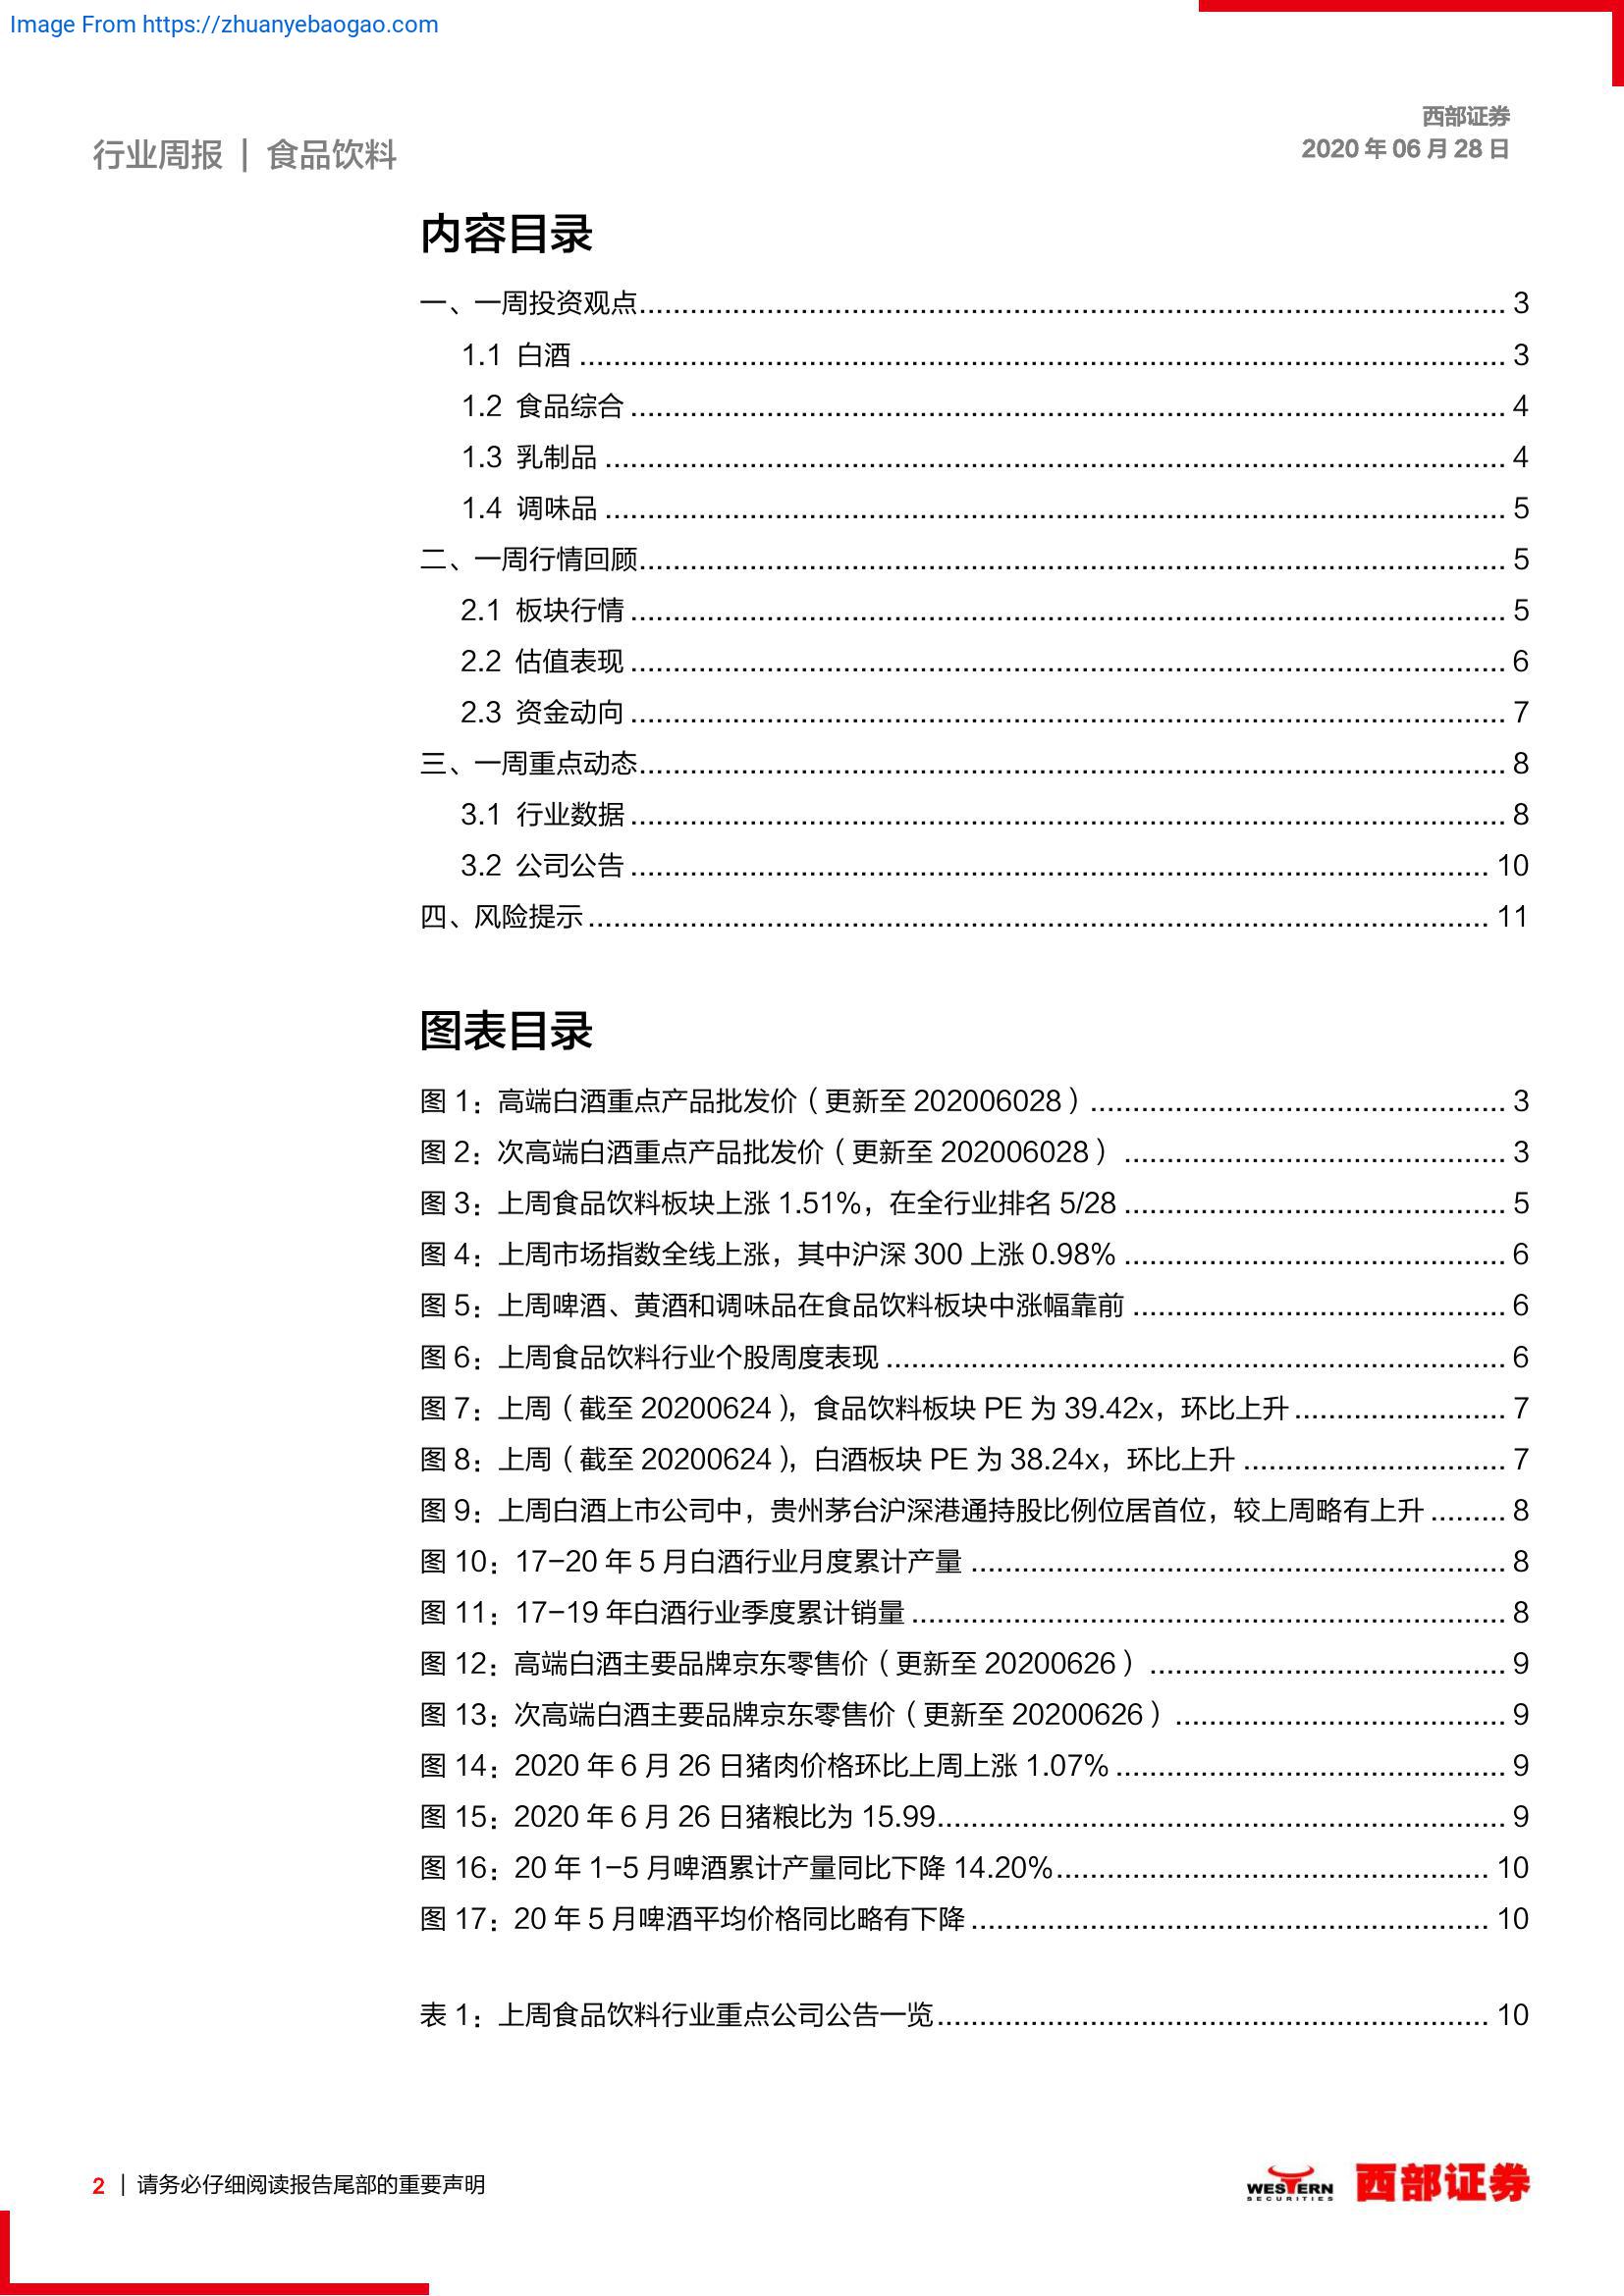 Image From https://zhuanyebaogao.com
西部证券
行业周报 | 食品饮料
2020 年 06 月 28 日
内容目录
一、一周投资观点 3
1.1 白酒 3
1.2 食品综合 4
1.3 乳制品 4
1.4 调味品 5
二、一周行情回顾 5
2.1 板块行情 5
2.2 估值表现 6
2.3 资金动向 7
三、一周重点动态 8
3.1 行业数据 8
3.2 公司公告 10
四、风险提示 11
图表目录
图 1：高端白酒重点产品批发价（更新至 202006028） 3
图 2：次高端白酒重点产品批发价（更新至 202006028） 3
图 3：上周食品饮料板块上涨 1.51%，在全行业排名 5/28 5
图 4：上周市场指数全线上涨，其中沪深 300 上涨 0.98% 6
图 5：上周啤酒、黄酒和调味品在食品饮料板块中涨幅靠前 6
图 6：上周食品饮料行业个股周度表现 6
图 7：上周（截至 20200624），食品饮料板块 PE 为 39.42x，环比上升 7
图 8：上周（截至 20200624），白酒板块 PE 为 38.24x，环比上升 7
图 9：上周白酒上市公司中，贵州茅台沪深港通持股比例位居首位，较上周略有上升 8
图 10：17-20 年 5 月白酒行业月度累计产量 8
图 11：17-19 年白酒行业季度累计销量 8
图 12：高端白酒主要品牌京东零售价（更新至 20200626） 9
图 13：次高端白酒主要品牌京东零售价（更新至 20200626） 9
图 14：2020 年 6 月 26 日猪肉价格环比上周上涨 1.07% 9
图 15：2020 年 6 月 26 日猪粮比为 15.99 9
图 16：20 年 1-5 月啤酒累计产量同比下降 14.20% 10
图 17：20 年 5 月啤酒平均价格同比略有下降 10
表 1：上周食品饮料行业重点公司公告一览 10
2 | 请务必仔细阅读报告尾部的重要声明
WESTERN
SECURITIES
西部证券